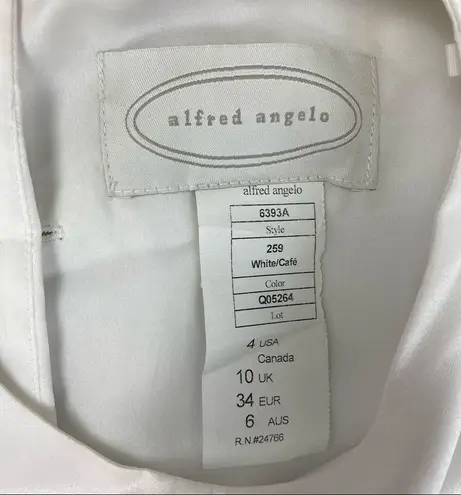 alfred angelo
alfred angelo
6393A
Style
259
White/Café
Color
Q05264
Lot
4 USA
Canada
10 UK
34 EUR
6 AUS
R.N.#24766